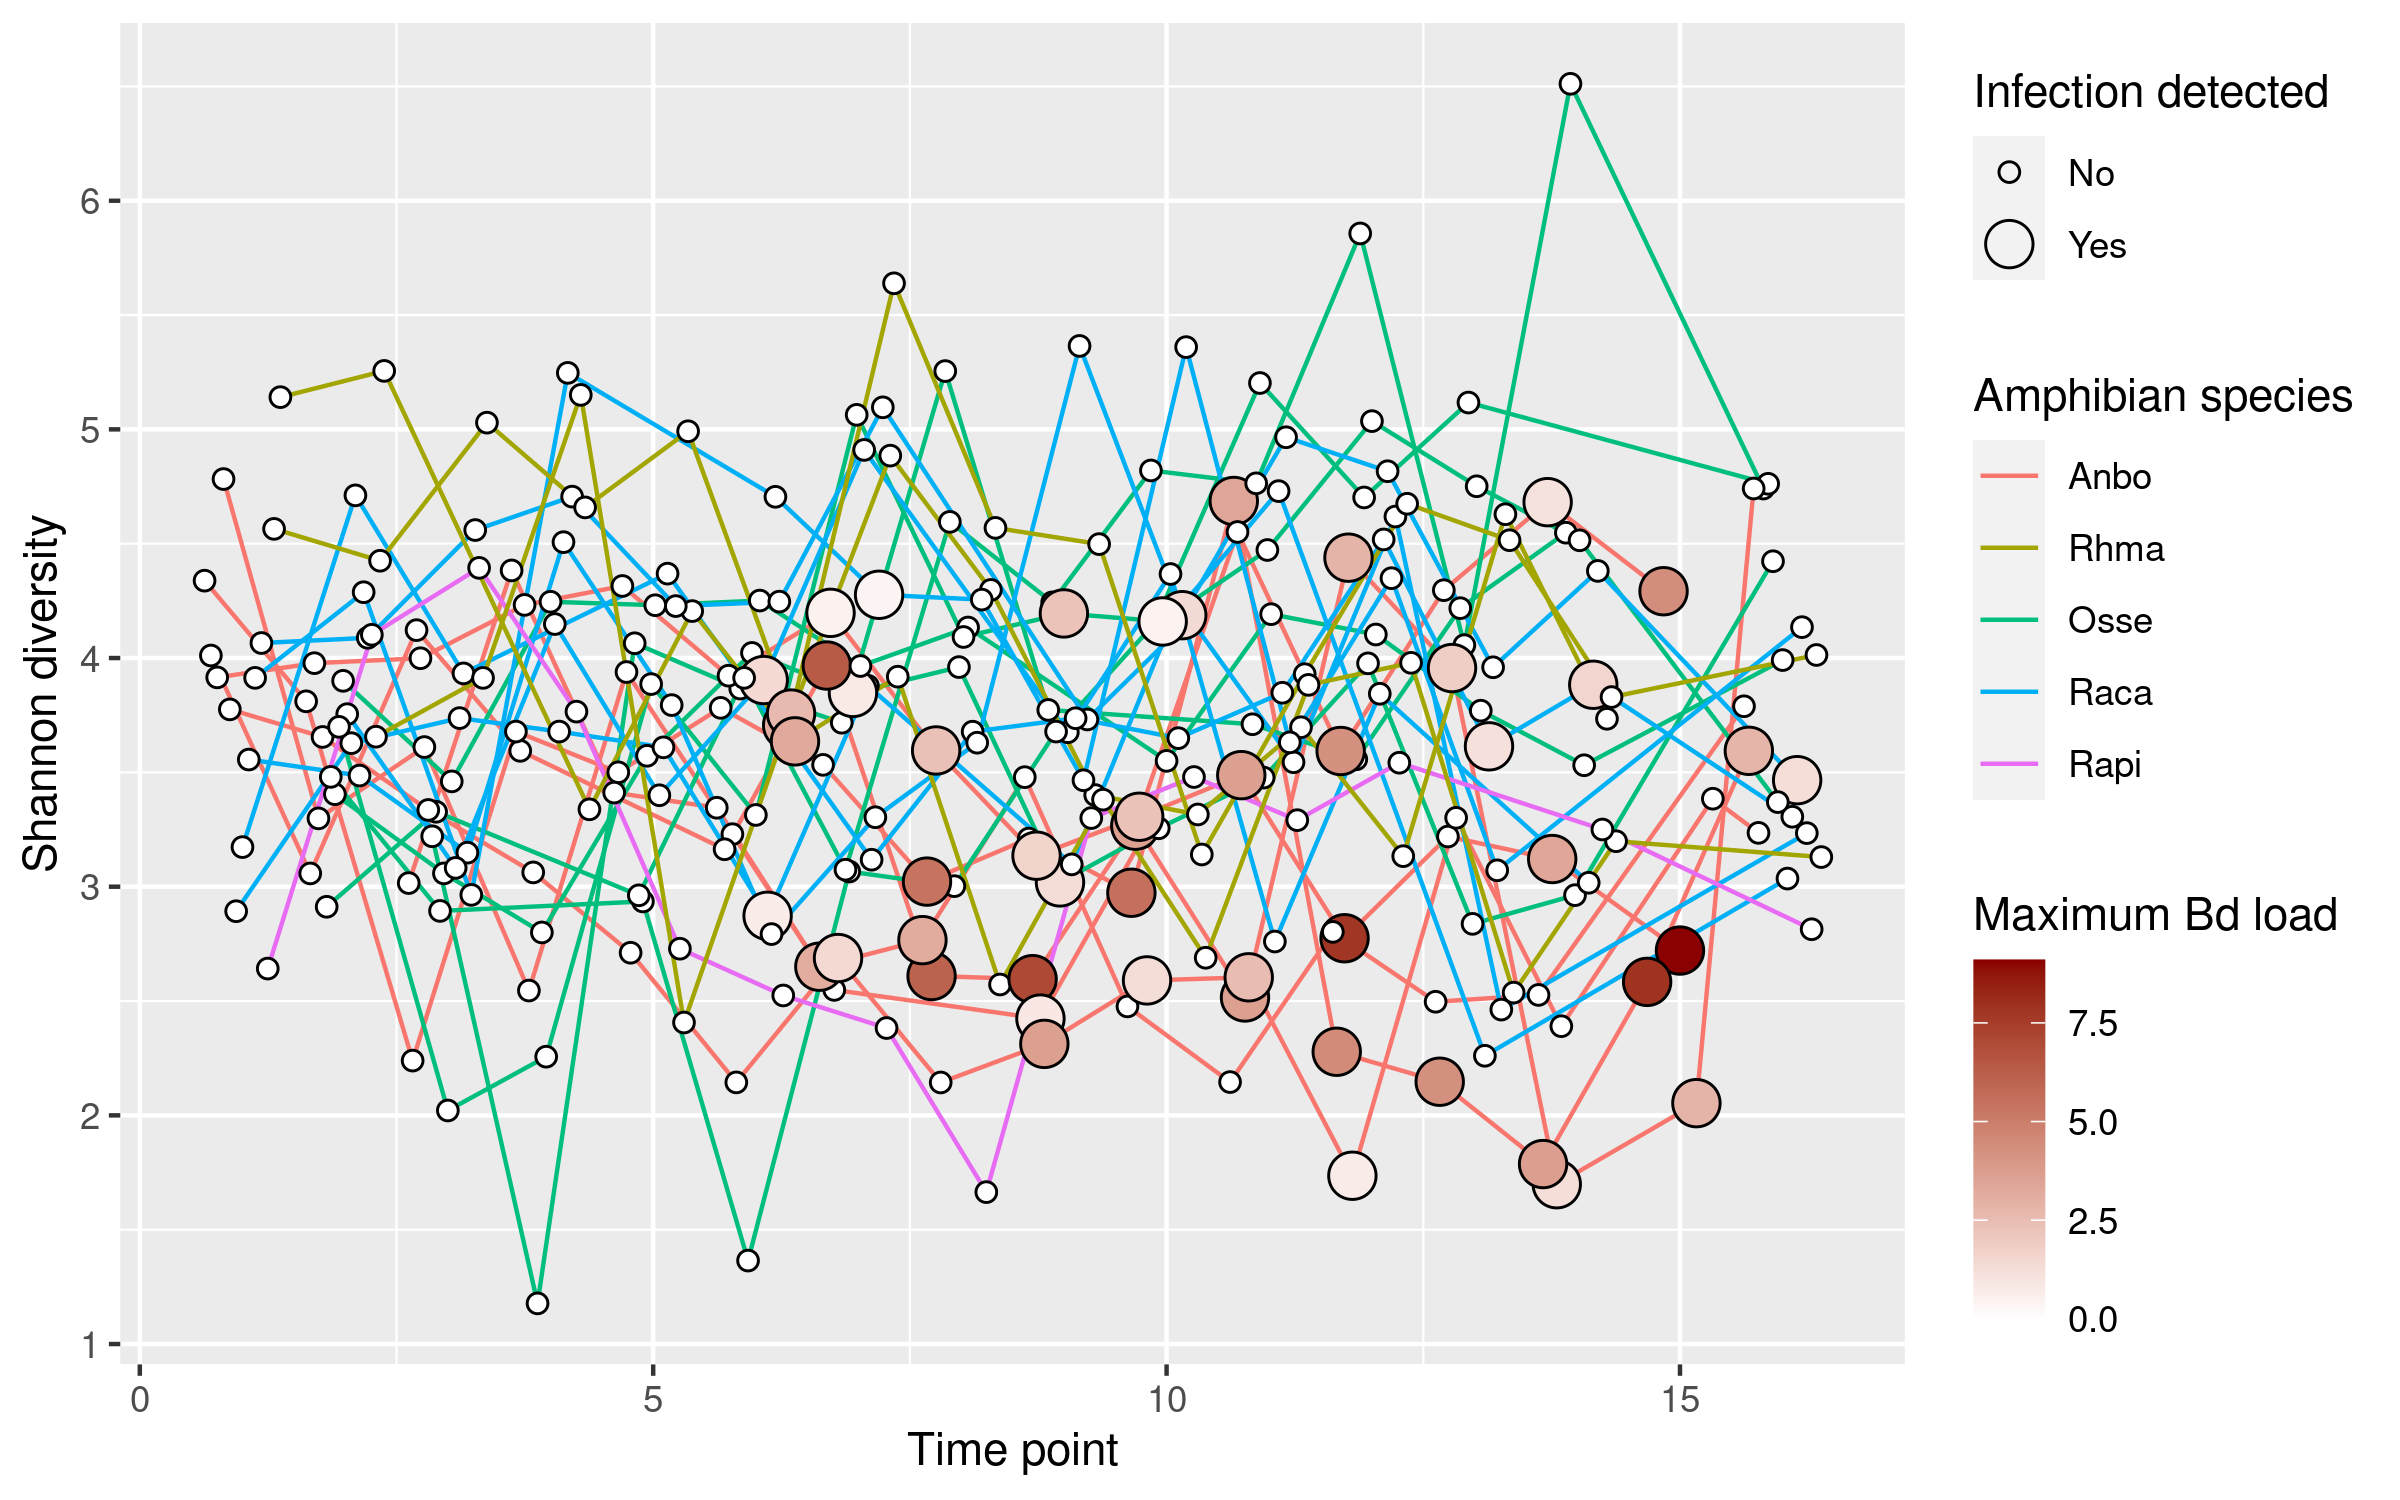 Shannon diversity
6
5
4
3
2
1
0
5
10
15
Time point
Infection detected
No
Yes
Amphibian species
Anbo
Rhma
Osse
Raca
Rapi
Maximum Bd load
7.5
5.0
2.5
0.0